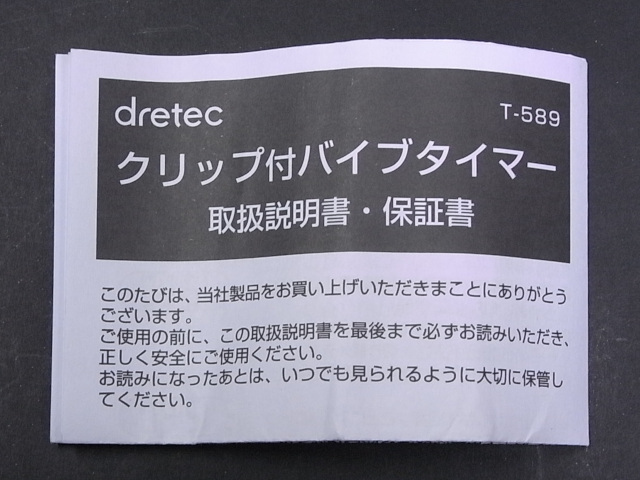 dretec
T-589
クリップ付バイブタイマー
取扱説明書・保証書
このたびは、当社製品をお買い上げいただきまことにありがとう
ございます。
ご使用の前に、この取扱説明書を最後まで必ずお読みいただき、
正しく安全にご使用ください。
お読みになったあとは、いつでも見られるように大切に保管し
てください。